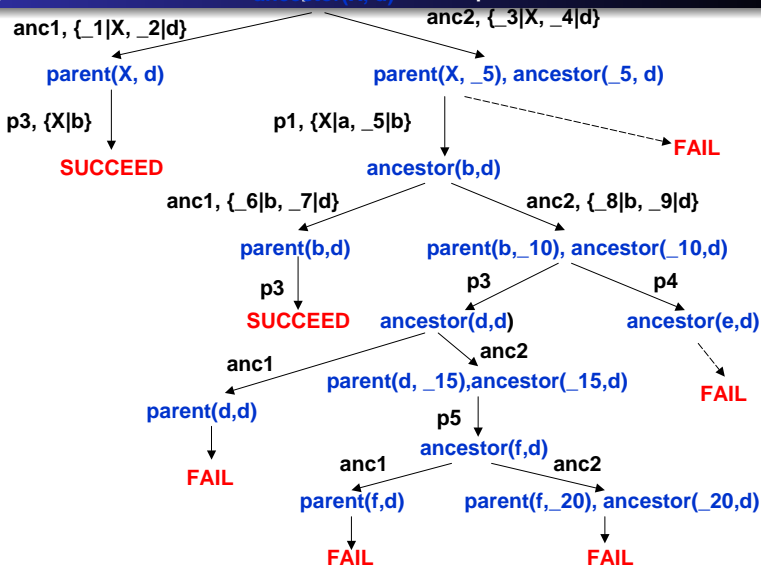 anc1, {_1|X, _2|d}
anc2, {_3|X, _4|d}
parent(X, d)
parent(X, _5), ancestor(_5, d)
p3, {X|b}
p1, {X|a, _5|b}
SUCCEED
FAIL
ancestor(b,d)
anc1, {_6|b, _7|d}
anc2, {_8|b, _9|d}
parent(b,d)
parent(b,_10), ancestor(_10,d)
p3
p3
p4
SUCCEED
ancestor(d,d)
ancestor(e,d)
anc1
anc2
parent(d, _15),ancestor(_15,d)
FAIL
parent(d,d)
p5
ancestor(f,d)
FAIL
anc1
anc2
parent(f,d)
parent(f,_20), ancestor(_20,d)
FAIL
FAIL